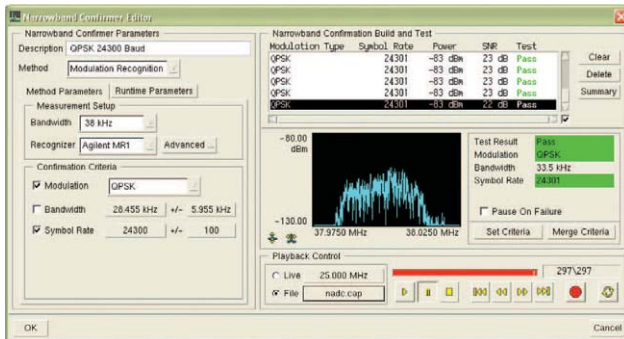 Narrowband Confirmer Editor
Narrowband Confirmer Parameters
Description QPSK 24300 Baud
Method Modulation Recognition
Method Parameters Runtime Parameters
Measurement Setup
Bandwidth 38 kHz
Recognizer Agilent MR1 Advanced ...
Confirmation Criteria
Modulation QPSK
Bandwidth 28.455 kHz +/- 5.955 kHz
Symbol Rate 24300 +/- 100
Narrowband Confirmation Build and Test
Modulation Type Symbol Rate Power SNR Test
QPSK 24301 -83 dBm 23 dB Pass
QPSK 24301 -83 dBm 23 dB Pass
QPSK 24301 -83 dBm 23 dB Pass
QPSK 24301 -83 dBm 23 dB Pass
QPSK 24301 -83 dBm 22 dB Pass
Clear
Delete
Summary
-80.00
dBm
-130.00
37.9750 MHz 38.0250 MHz
Test Result Pass
Modulation QPSK
Bandwidth 33.5 kHz
Symbol Rate 24301
Pause On Failure
Set Criteria Merge Criteria
Playback Control
Live 25.000 MHz
File nadc.cap
297\297
OK
Cancel